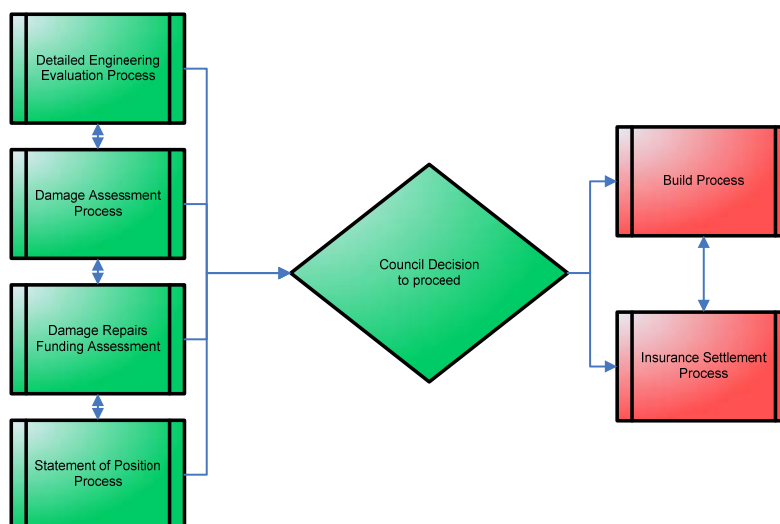 Detailed Engineering
Evaluation Process
Damage Assessment
Process
Damage Repairs
Funding Assessment
Statement of Position
Process
Council Decision
to proceed
Build Process
Insurance Settlement
Process